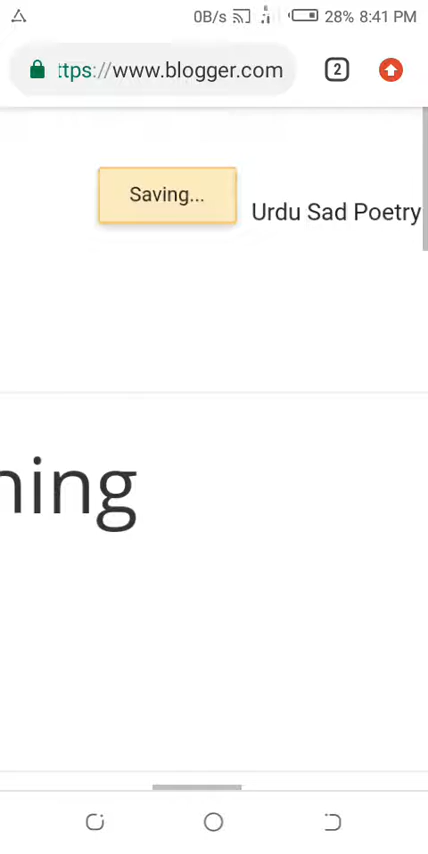 0B/s 28% 8:41 PM
ttps://www.blogger.com 2
Saving...
Urdu Sad Poetry
ning